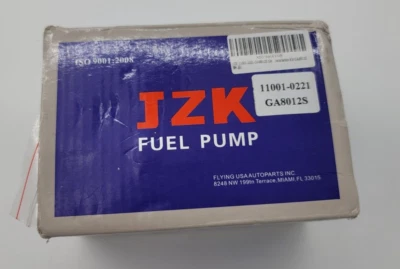 ISO 9001:2008
11001-0221
GA8012S
JZK
FUEL PUMP
FLYING USA AUTOPARTS INC.
8248 NW 199th Terrace,MIAMI,FL 33015